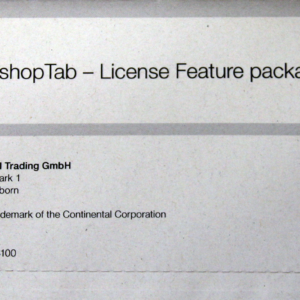 shopTab – License Feature packa
l Trading GmbH
ark 1
born
demark of the Continental Corporation
100